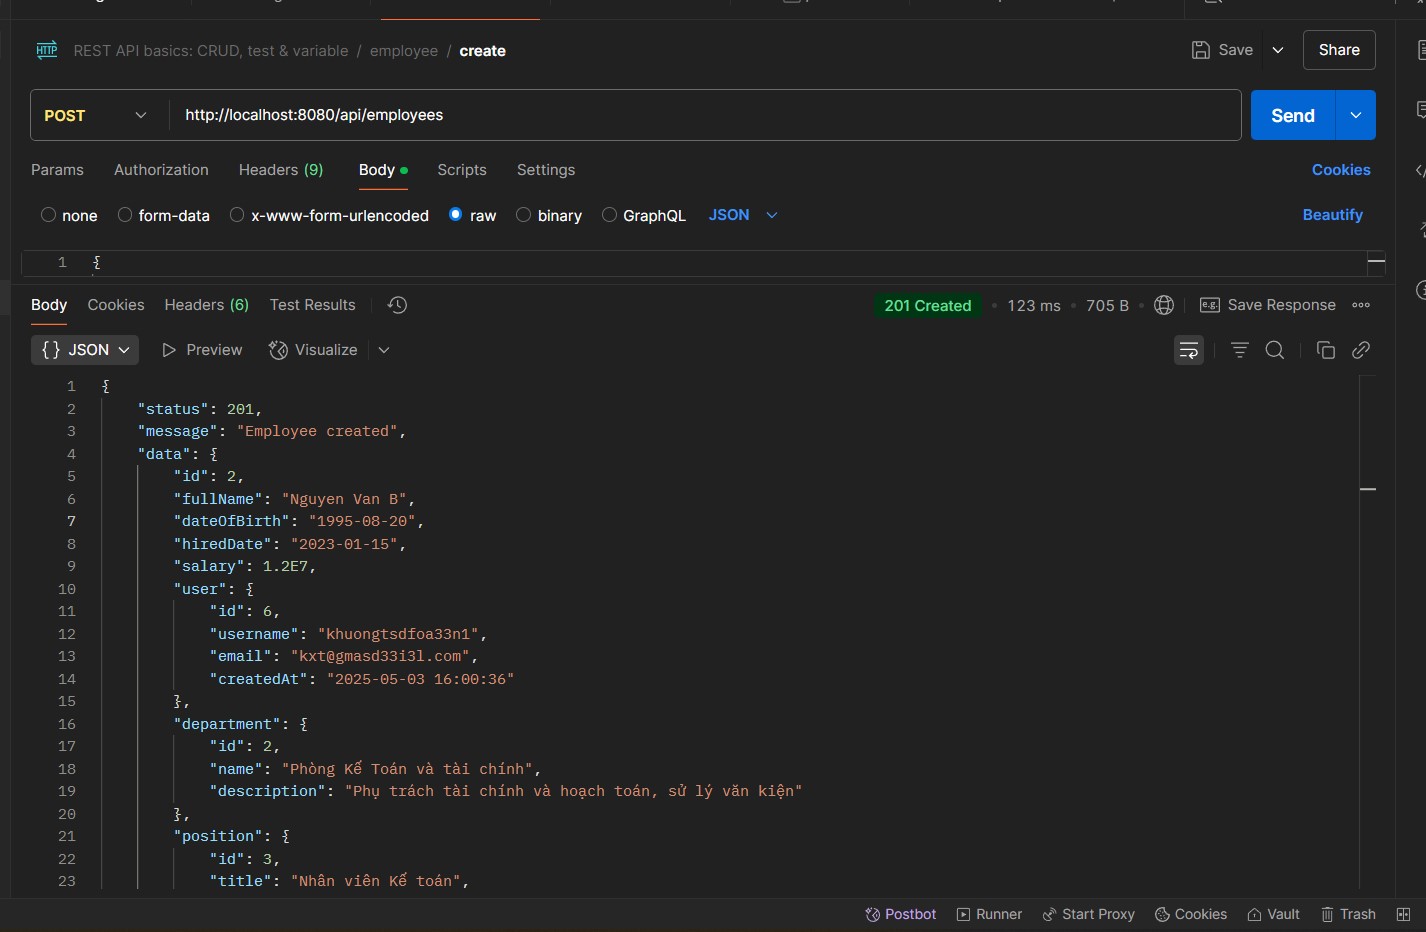 HTTP REST API basics: CRUD, test & variable / employee / create Save Share
POST http://localhost:8080/api/employees Send
Params Authorization Headers (9) Body Scripts Settings Cookies
none form-data x-www-form-urlencoded raw binary GraphQL JSON Beautify
1 {
Body Cookies Headers (6) Test Results 201 Created 123 ms 705 B e.g. Save Response
{} JSON Preview Visualize
1 {
2 "status": 201,
3 "message": "Employee created",
4 "data": {
5 "id": 2,
6 "fullName": "Nguyen Van B",
7 "dateOfBirth": "1995-08-20",
8 "hiredDate": "2023-01-15",
9 "salary": 1.2E7,
10 "user": {
11 "id": 6,
12 "username": "khuongtsdfoa33n1",
13 "email": "kxt@gmasd33i3l.com",
14 "createdAt": "2025-05-03 16:00:36"
15 },
16 "department": {
17 "id": 2,
18 "name": "Phòng Kế Toán và tài chính",
19 "description": "Phụ trách tài chính và hoạch toán, sử lý văn kiện"
20 },
21 "position": {
22 "id": 3,
23 "title": "Nhân viên Kế toán",
Postbot Runner Start Proxy Cookies Vault Trash